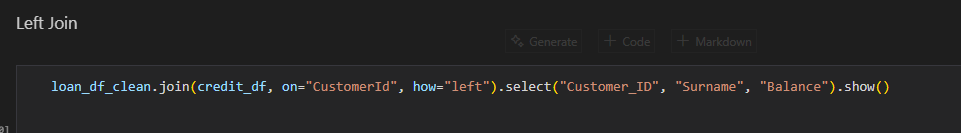 Left Join
Generate + Code + Markdown
loan_df_clean.join(credit_df, on="CustomerId", how="left").select("Customer_ID", "Surname", "Balance").show()